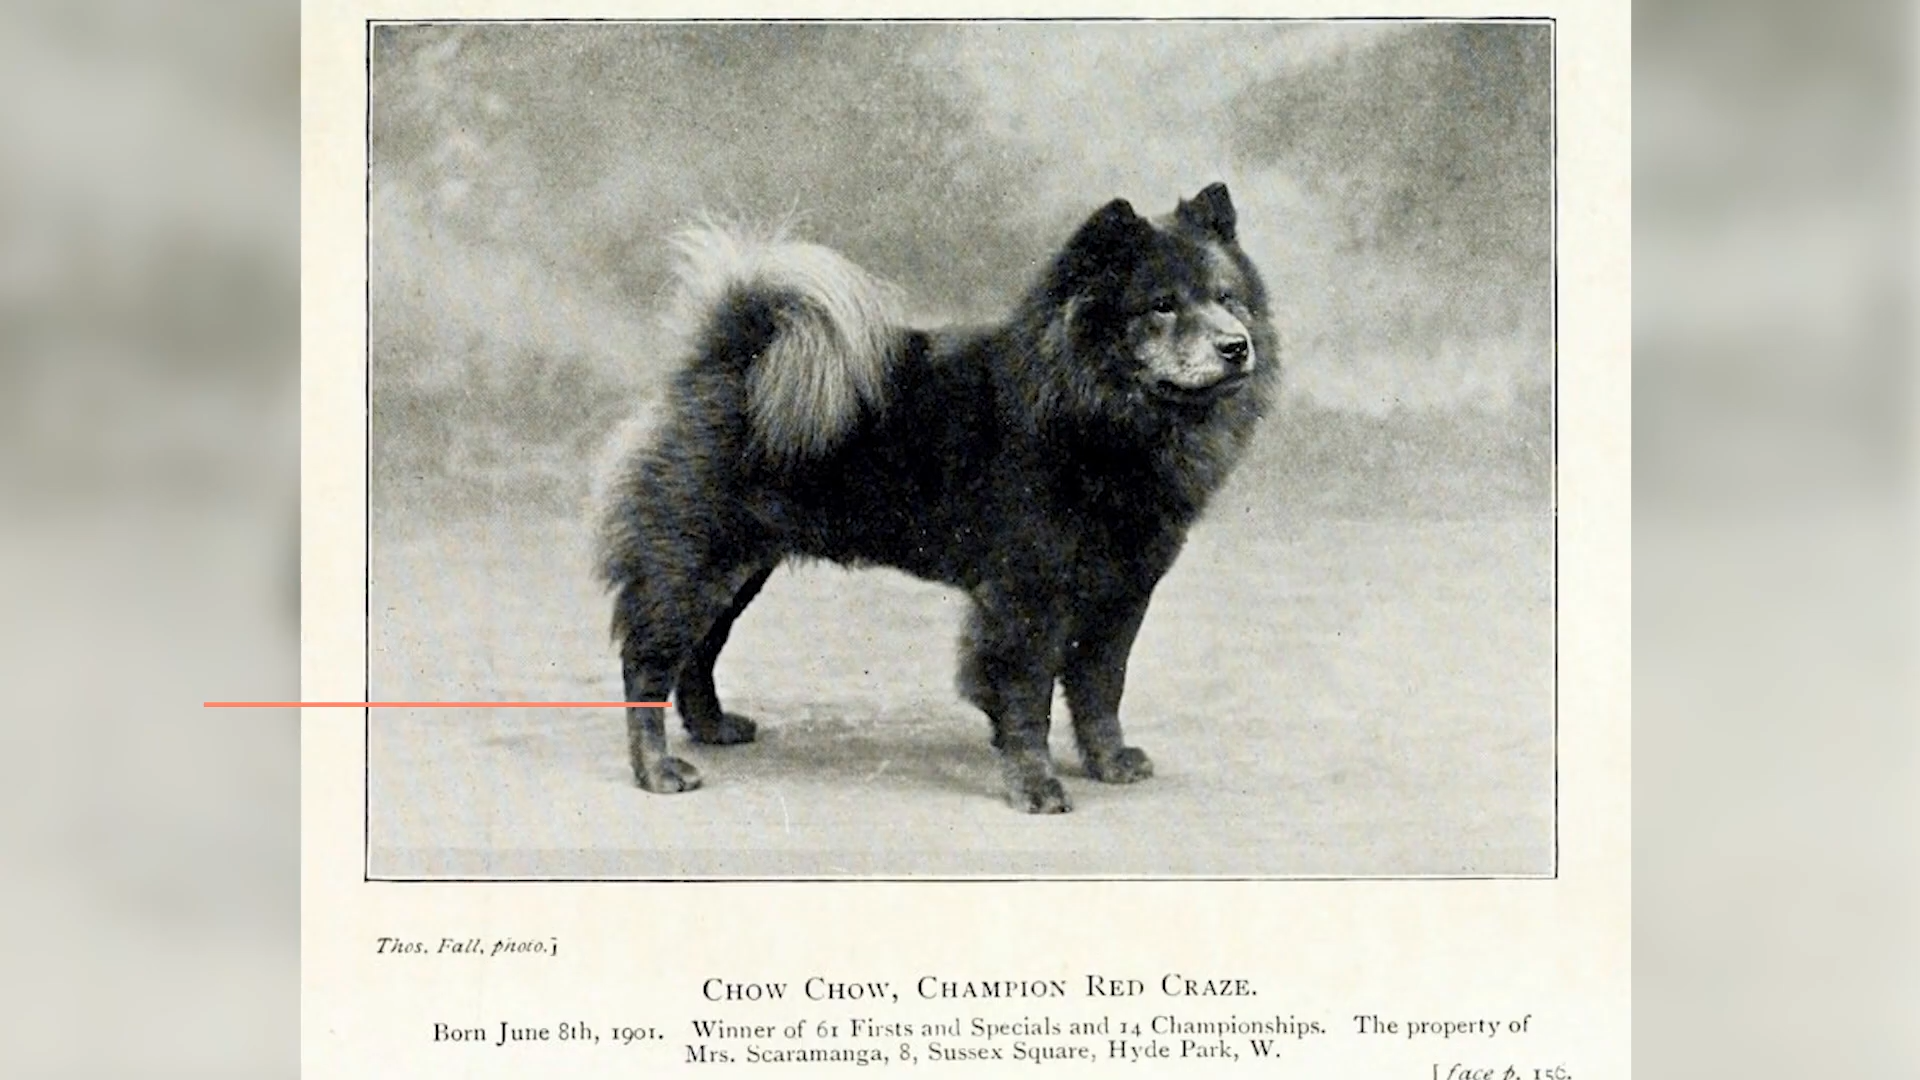 Thos. Fall, photo.]
Chow Chow, Champion Red Craze.
Born June 8th, 1901. Winner of 61 Firsts and Specials and 14 Championships. The property of
Mrs. Scaramanga, 8, Sussex Square, Hyde Park, W.
[face p. 156.